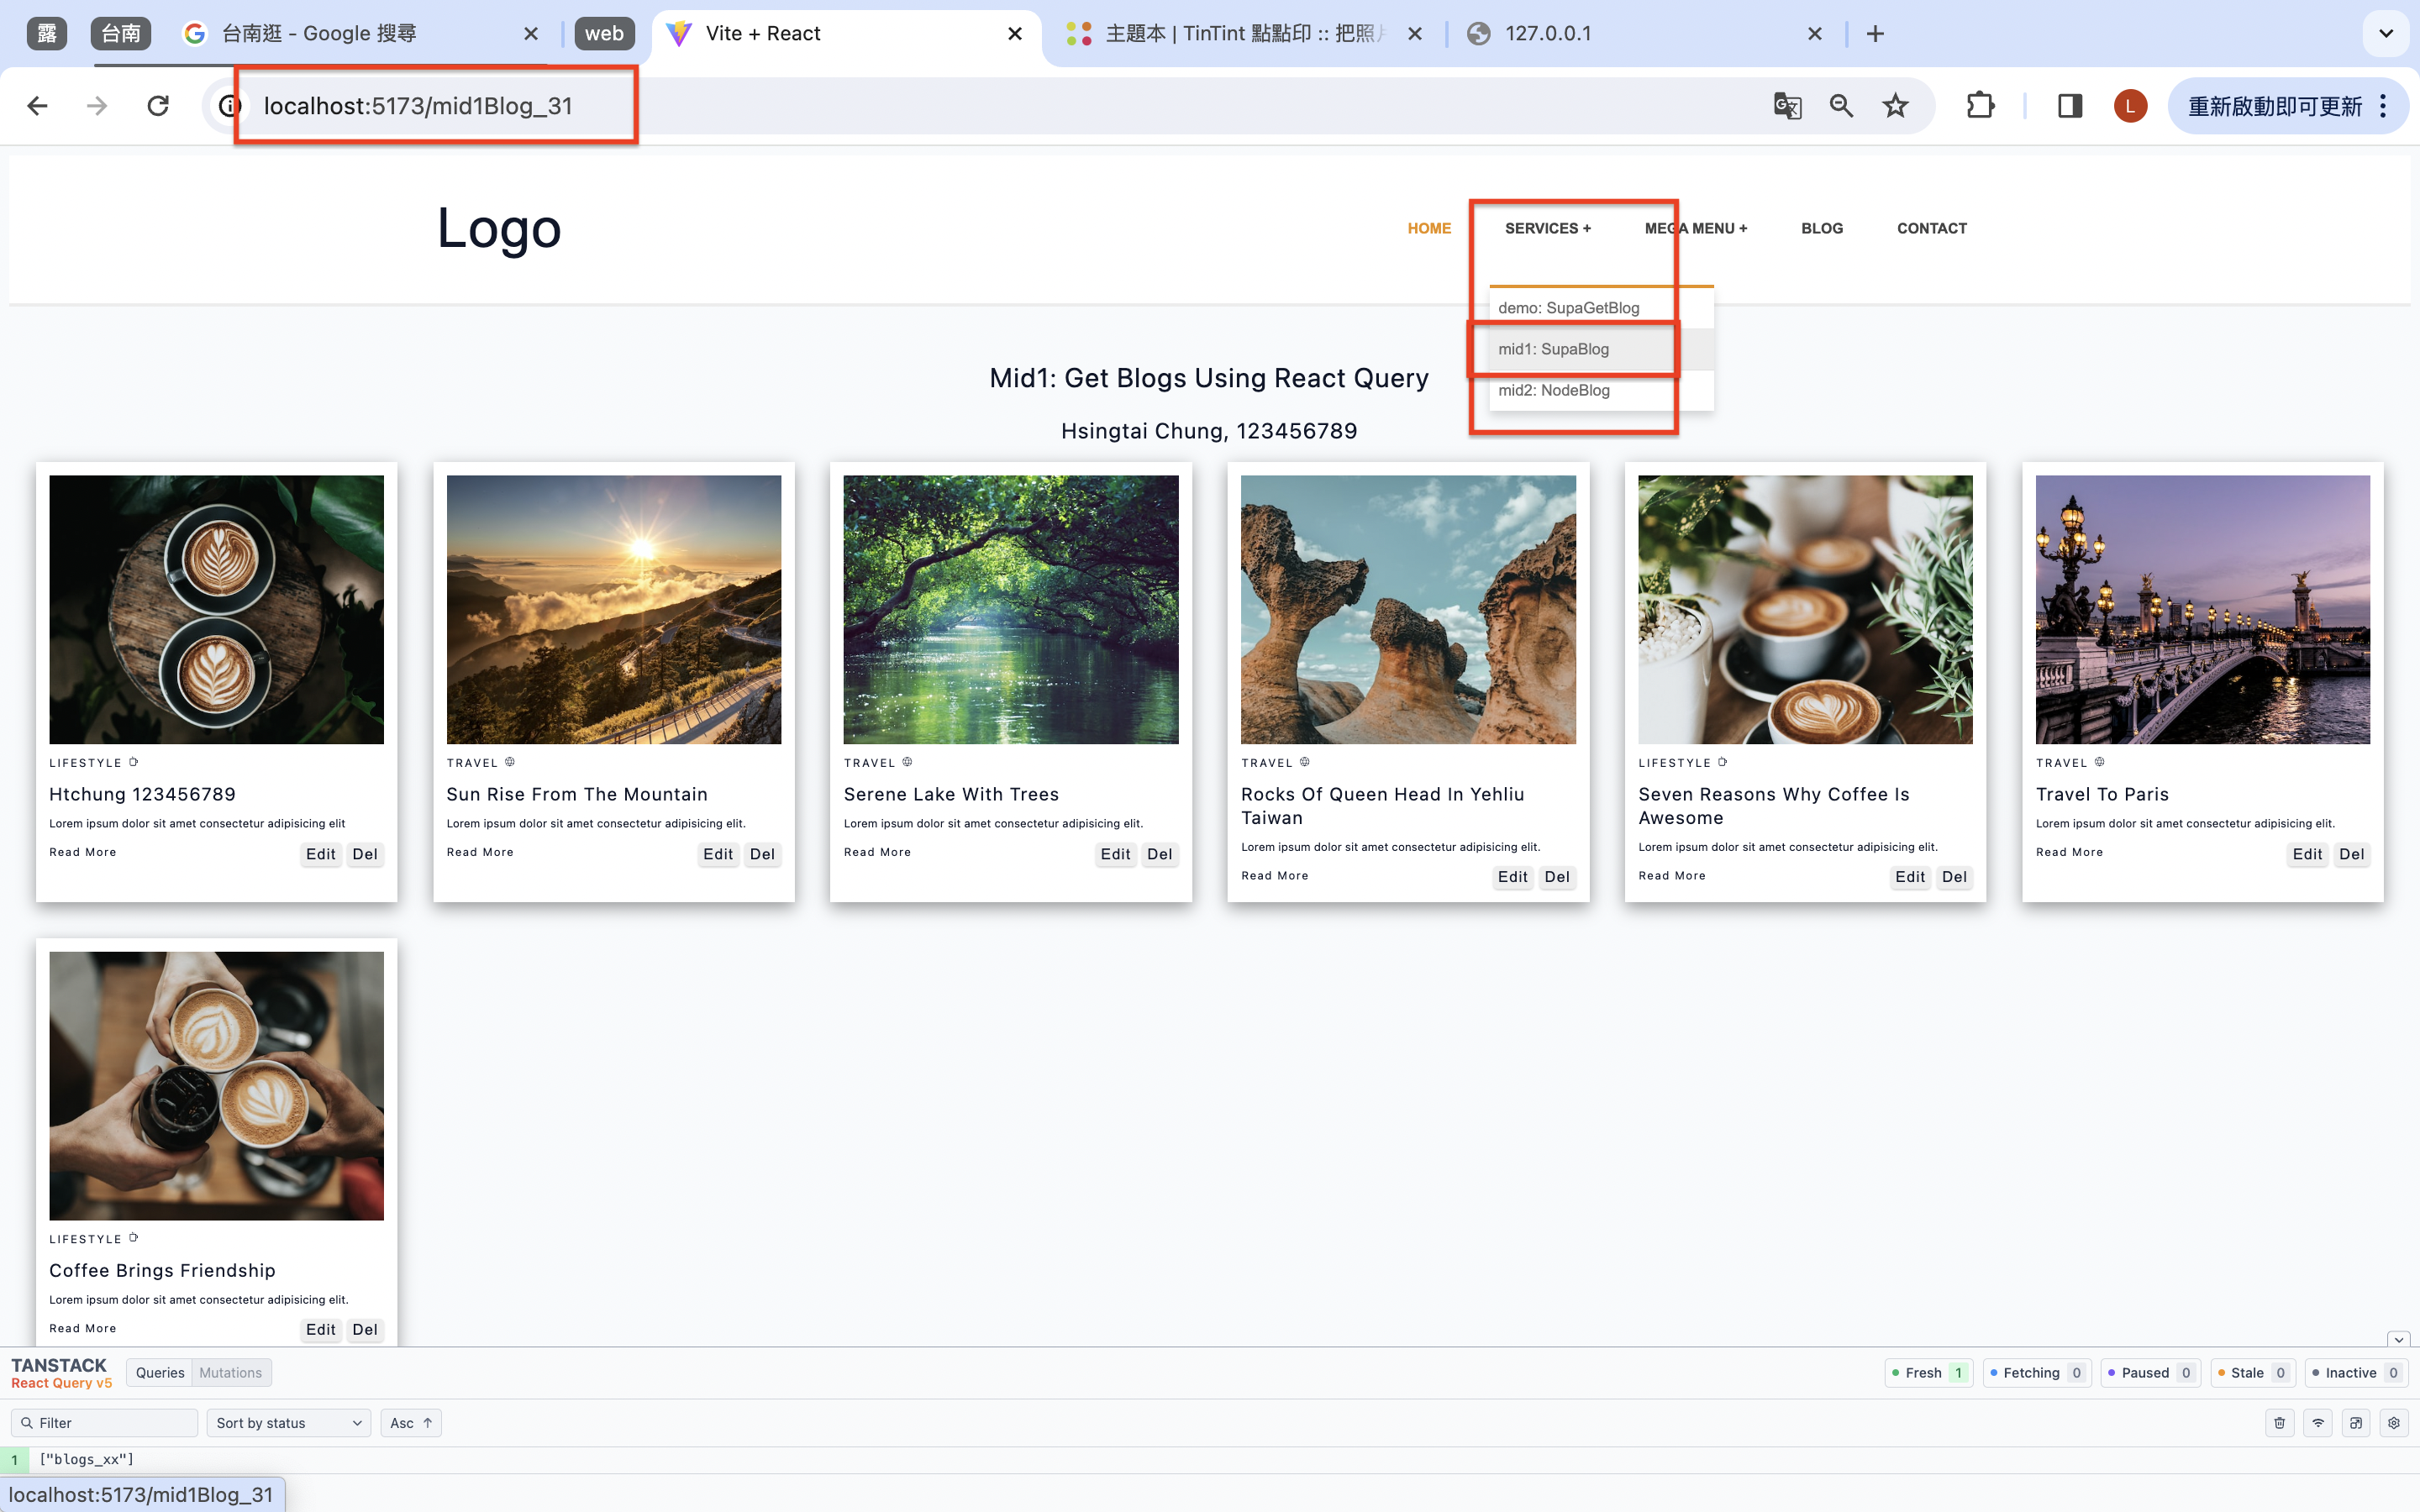 露
台南
台南逛 - Google 搜尋
web
Vite + React
主題本 | TinTint 點點印 :: 把照
127.0.0.1
localhost:5173/mid1Blog_31
L
重新啟動即可更新
Logo
HOME
SERVICES +
MEGA MENU +
BLOG
CONTACT
demo: SupaGetBlog
mid1: SupaBlog
mid2: NodeBlog
Mid1: Get Blogs Using React Query
Hsingtai Chung, 123456789
LIFESTYLE
Htchung 123456789
Lorem ipsum dolor sit amet consectetur adipisicing elit
Read More
Edit
Del
TRAVEL
Sun Rise From The Mountain
Lorem ipsum dolor sit amet consectetur adipisicing elit.
Read More
Edit
Del
TRAVEL
Serene Lake With Trees
Lorem ipsum dolor sit amet consectetur adipisicing elit.
Read More
Edit
Del
TRAVEL
Rocks Of Queen Head In Yehliu
Taiwan
Lorem ipsum dolor sit amet consectetur adipisicing elit.
Read More
Edit
Del
LIFESTYLE
Seven Reasons Why Coffee Is
Awesome
Lorem ipsum dolor sit amet consectetur adipisicing elit.
Read More
Edit
Del
TRAVEL
Travel To Paris
Lorem ipsum dolor sit amet consectetur adipisicing elit.
Read More
Edit
Del
LIFESTYLE
Coffee Brings Friendship
Lorem ipsum dolor sit amet consectetur adipisicing elit.
Read More
Edit
Del
TANSTACK
React Query v5
Queries
Mutations
Fresh 1
Fetching 0
Paused 0
Stale 0
Inactive 0
Filter
Sort by status
Asc ↑
1 ["blogs_xx"]
localhost:5173/mid1Blog_31